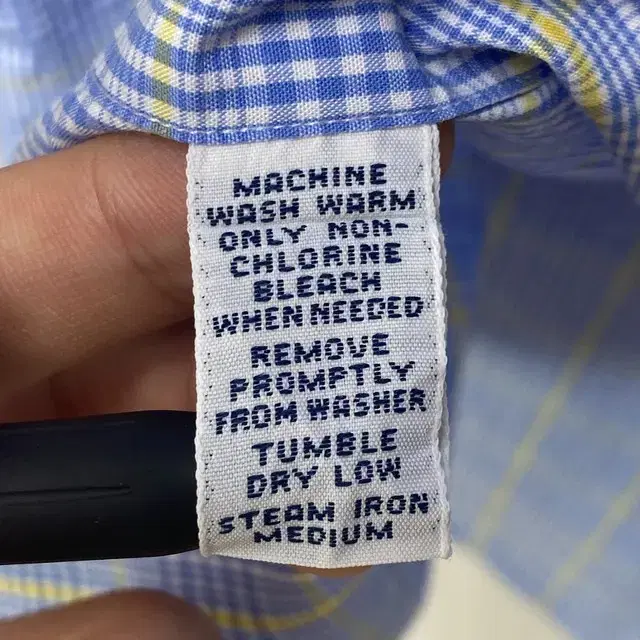 MACHINE
WASH WARM
ONLY NON-
CHLORINE
BLEACH
WHEN NEEDED
REMOVE
PROMPTLY
FROM WASHER
TUMBLE
DRY LOW
STEAM IRON
MEDIUM